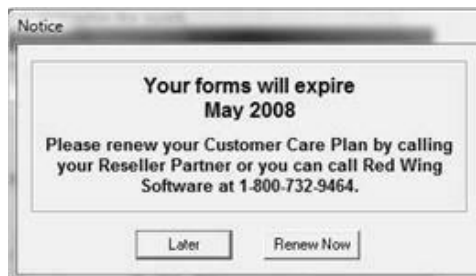 Notice
Your forms will expire
May 2008
Please renew your Customer Care Plan by calling
your Reseller Partner or you can call Red Wing
Software at 1-800-732-9464.
Later
Renew Now